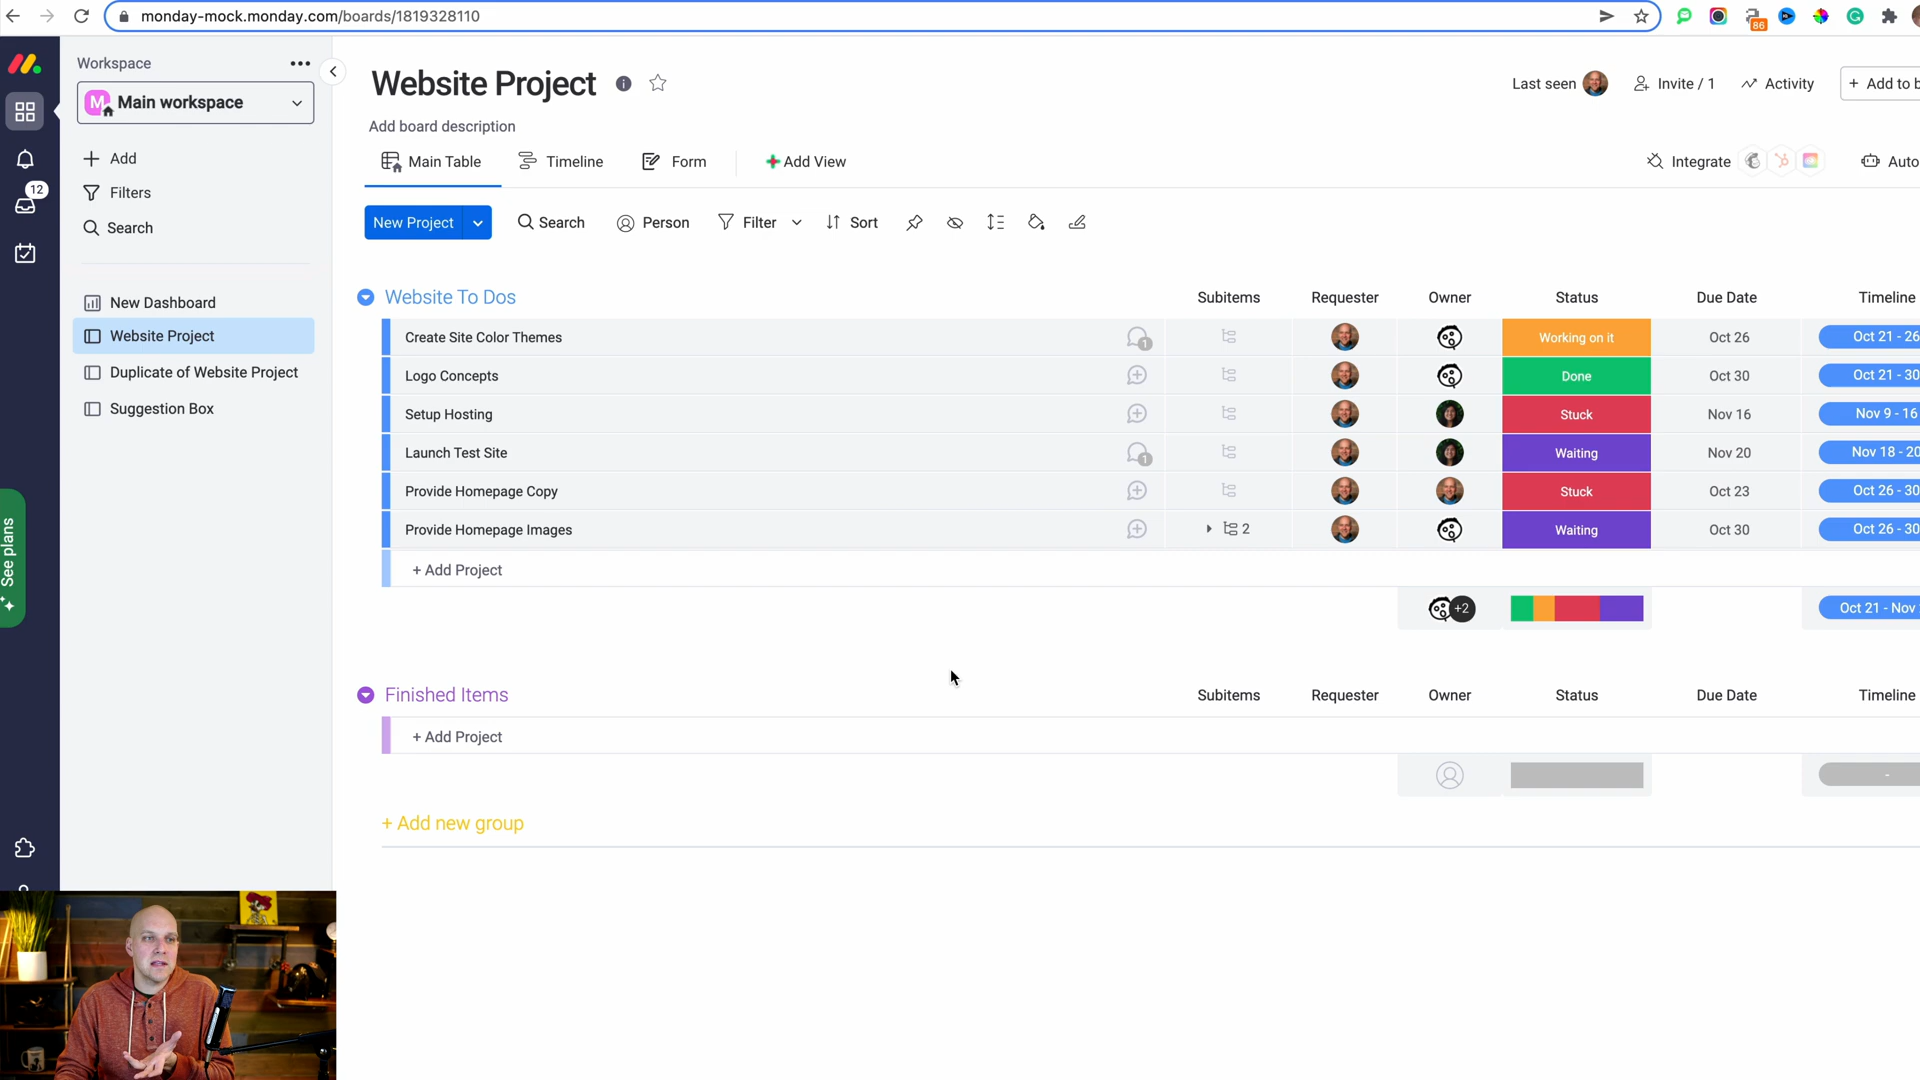 monday-mock.monday.com/boards/1819328110
86
Workspace
M
Main workspace
Add
Filters
Search
12
New Dashboard
Website Project
Duplicate of Website Project
Suggestion Box
See plans
Website Project
Last seen
Invite / 1
Activity
+ Add to b
Add board description
Main Table
Timeline
Form
Add View
Integrate
Auto
New Project
Search
Person
Filter
Sort
Website To Dos
Subitems
Requester
Owner
Status
Due Date
Timeline
Create Site Color Themes
1
Working on it
Oct 26
Oct 21 - 26
Logo Concepts
Done
Oct 30
Oct 21 - 30
Setup Hosting
Stuck
Nov 16
Nov 9 - 16
Launch Test Site
1
Waiting
Nov 20
Nov 18 - 20
Provide Homepage Copy
Stuck
Oct 23
Oct 26 - 30
Provide Homepage Images
2
Waiting
Oct 30
Oct 26 - 30
+ Add Project
+2
Oct 21 - Nov
Finished Items
Subitems
Requester
Owner
Status
Due Date
Timeline
+ Add Project
-
+ Add new group